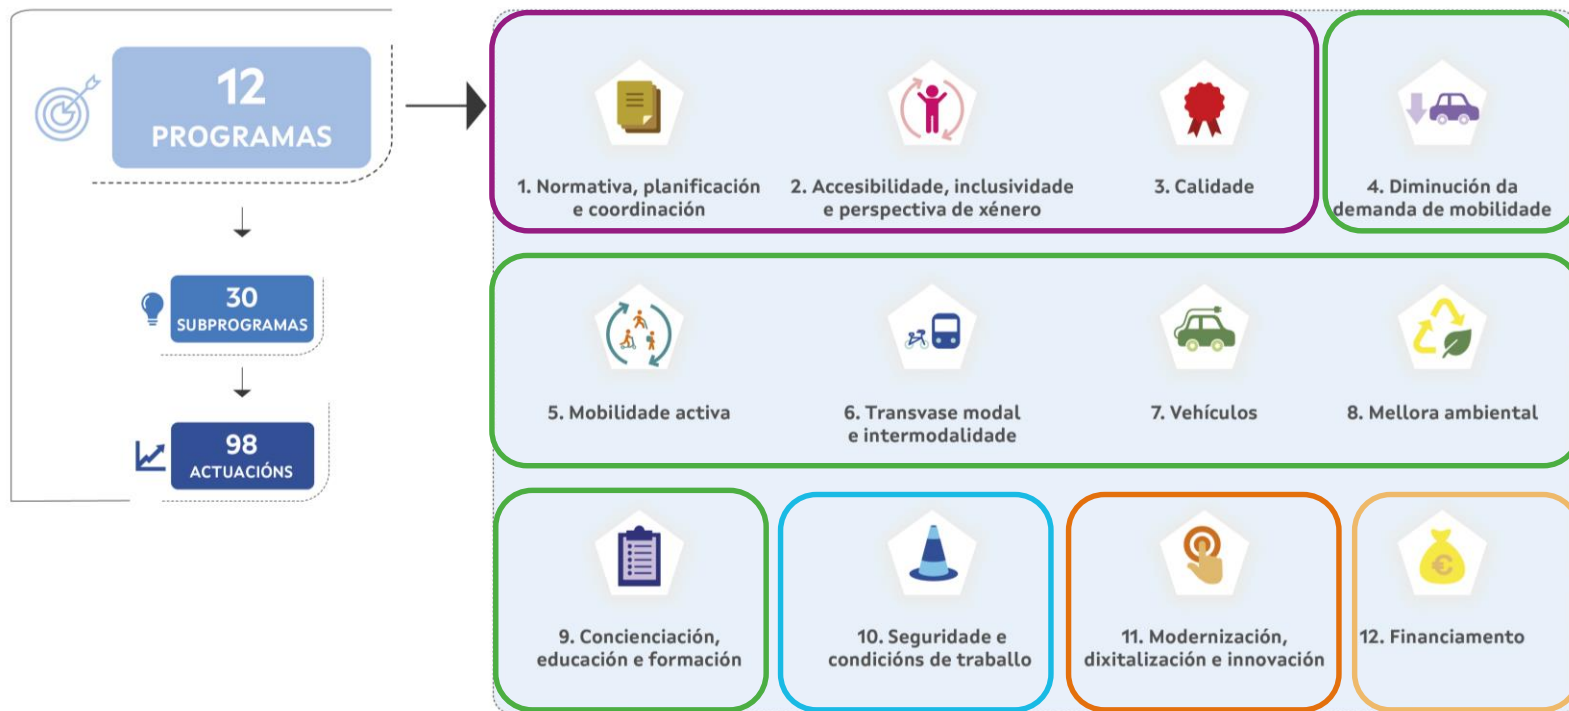 12
PROGRAMAS
30
SUBPROGRAMAS
98
ACTUACIÓNS
1. Normativa, planificación
e coordinación
2. Accesibilidade, inclusividade
e perspectiva de xénero
3. Calidade
4. Diminución da
demanda de mobilidade
5. Mobilidade activa
6. Transvase modal
e intermodalidade
7. Vehículos
8. Mellora ambiental
9. Concienciación,
educación e formación
10. Seguridade e
condicións de traballo
11. Modernización,
dixitalización e innovación
€
12. Financiamento